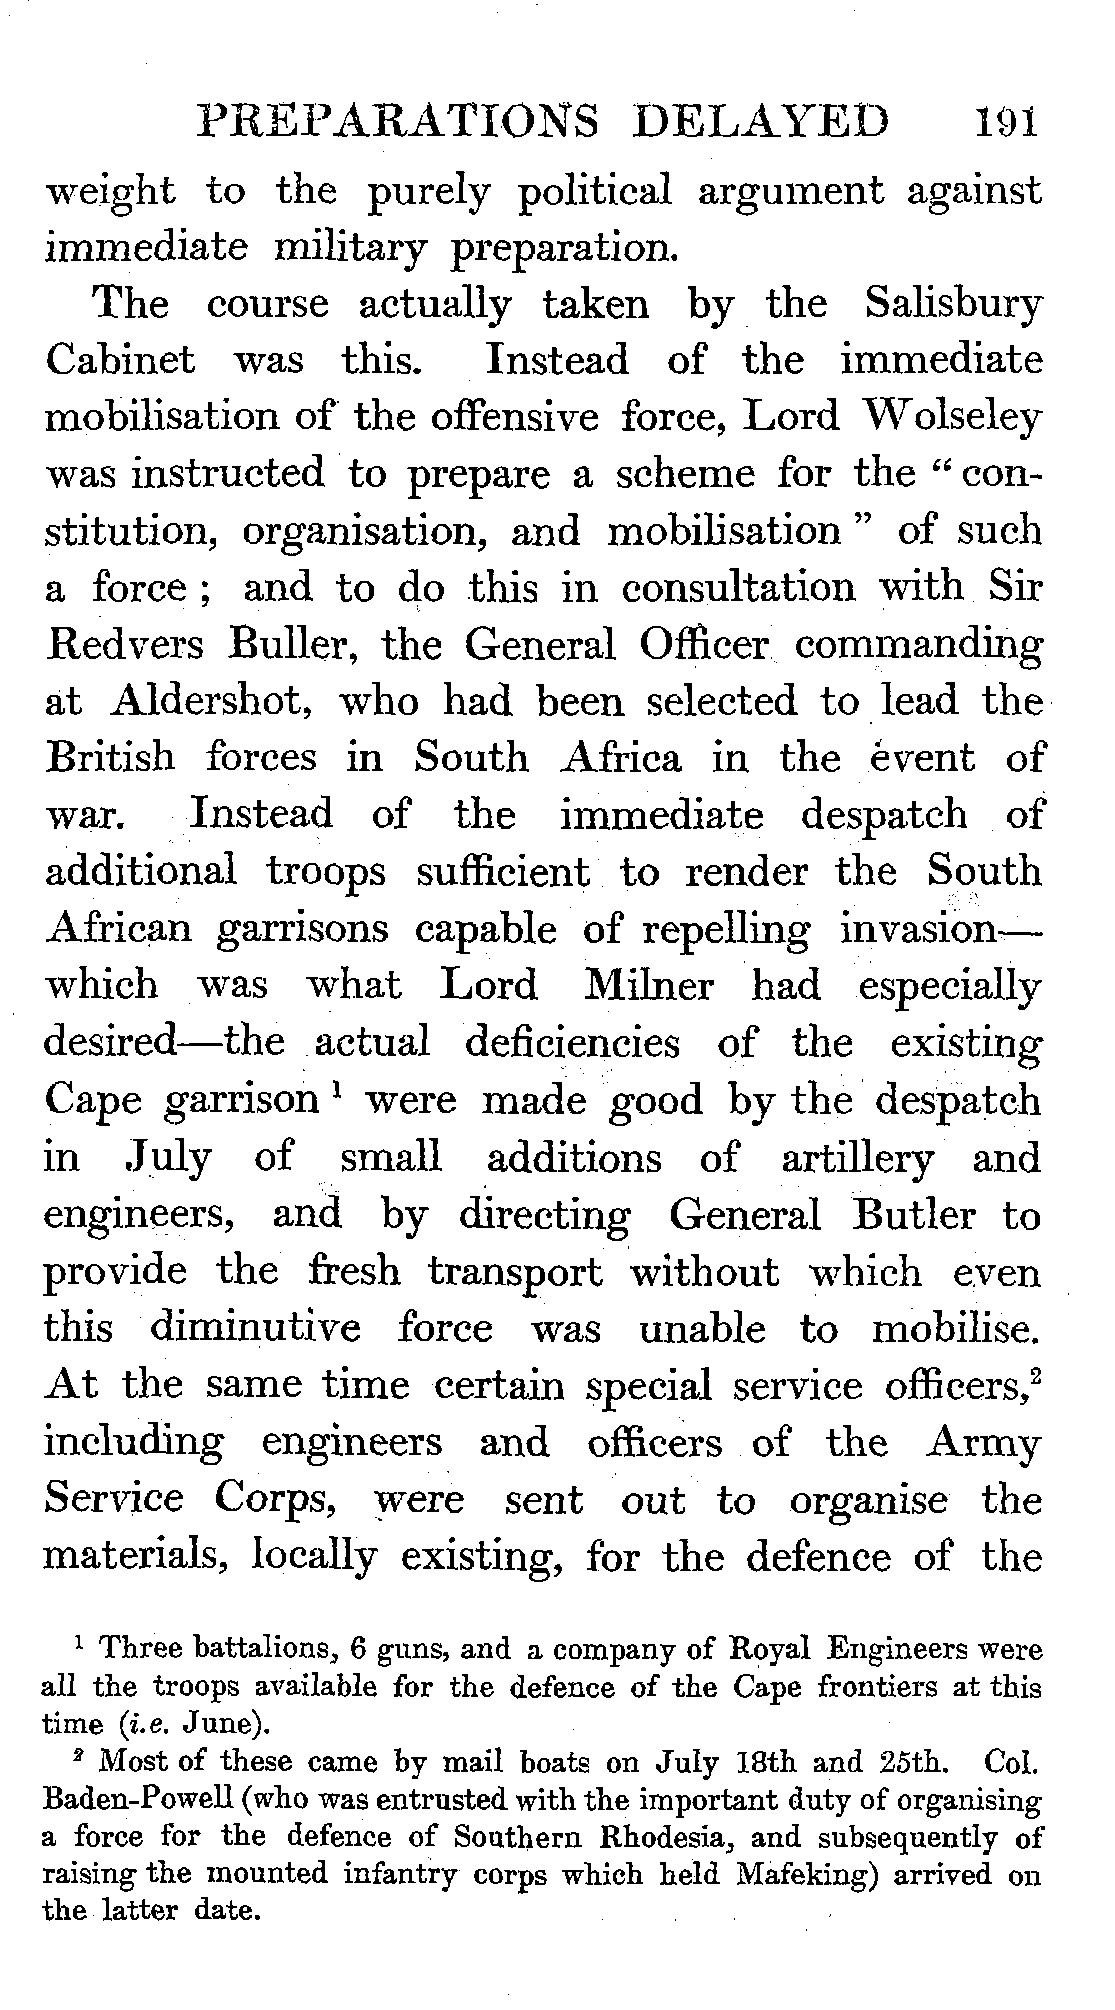 PREPARATIONS DELAYED 191
weight to the purely political argument against
immediate military preparation.
The course actually taken by the Salisbury
Cabinet was this. Instead of the immediate
mobilisation of the offensive force, Lord Wolseley
was instructed to prepare a scheme for the “ con-
stitution, organisation, and mobilisation ” of such
a force ; and to do this in consultation with Sir
Redvers Buller, the General Officer commanding
at Aldershot, who had been selected to lead the
British forces in South Africa in the event of
war. Instead of the immediate despatch of
additional troops sufficient to render the South
African garrisons capable of repelling invasion—
which was what Lord Milner had especially
desired—the actual deficiencies of the existing
Cape garrison ¹ were made good by the despatch
in July of small additions of artillery and
engineers, and by directing General Butler to
provide the fresh transport without which even
this diminutive force was unable to mobilise.
At the same time certain special service officers,²
including engineers and officers of the Army
Service Corps, were sent out to organise the
materials, locally existing, for the defence of the
¹ Three battalions, 6 guns, and a company of Royal Engineers were
all the troops available for the defence of the Cape frontiers at this
time (i.e. June).
² Most of these came by mail boats on July 18th and 25th. Col.
Baden-Powell (who was entrusted with the important duty of organising
a force for the defence of Southern Rhodesia, and subsequently of
raising the mounted infantry corps which held Mafeking) arrived on
the latter date.